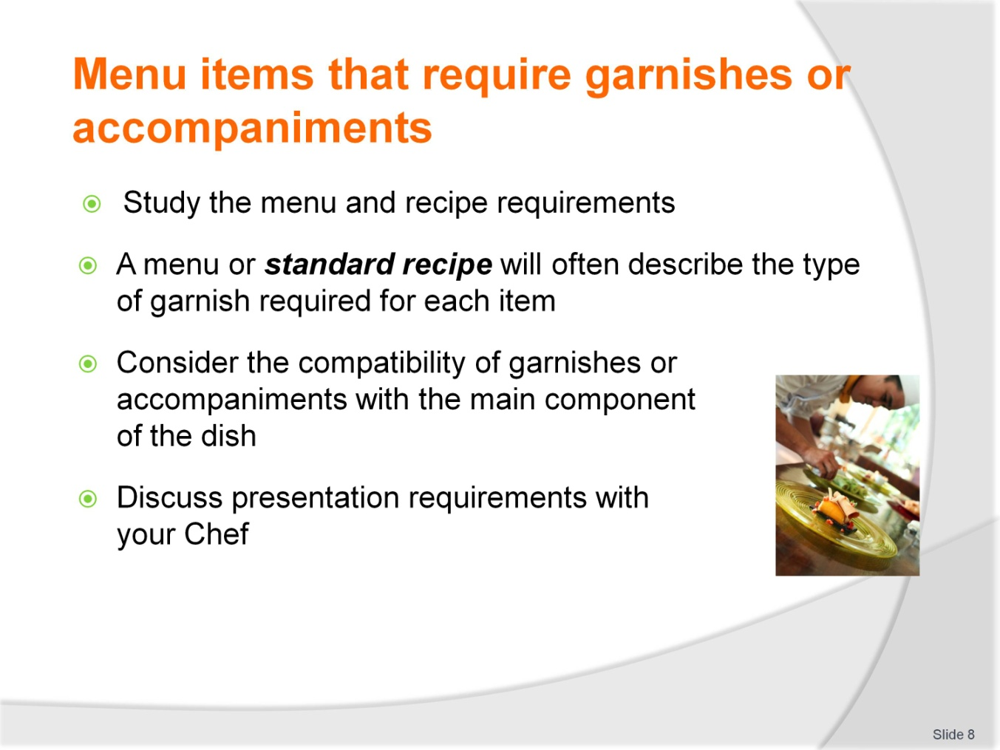 Menu items that require garnishes or
accompaniments
Study the menu and recipe requirements
A menu or standard recipe will often describe the type
of garnish required for each item
Consider the compatibility of garnishes or
accompaniments with the main component
of the dish
Discuss presentation requirements with
your Chef
Slide 8